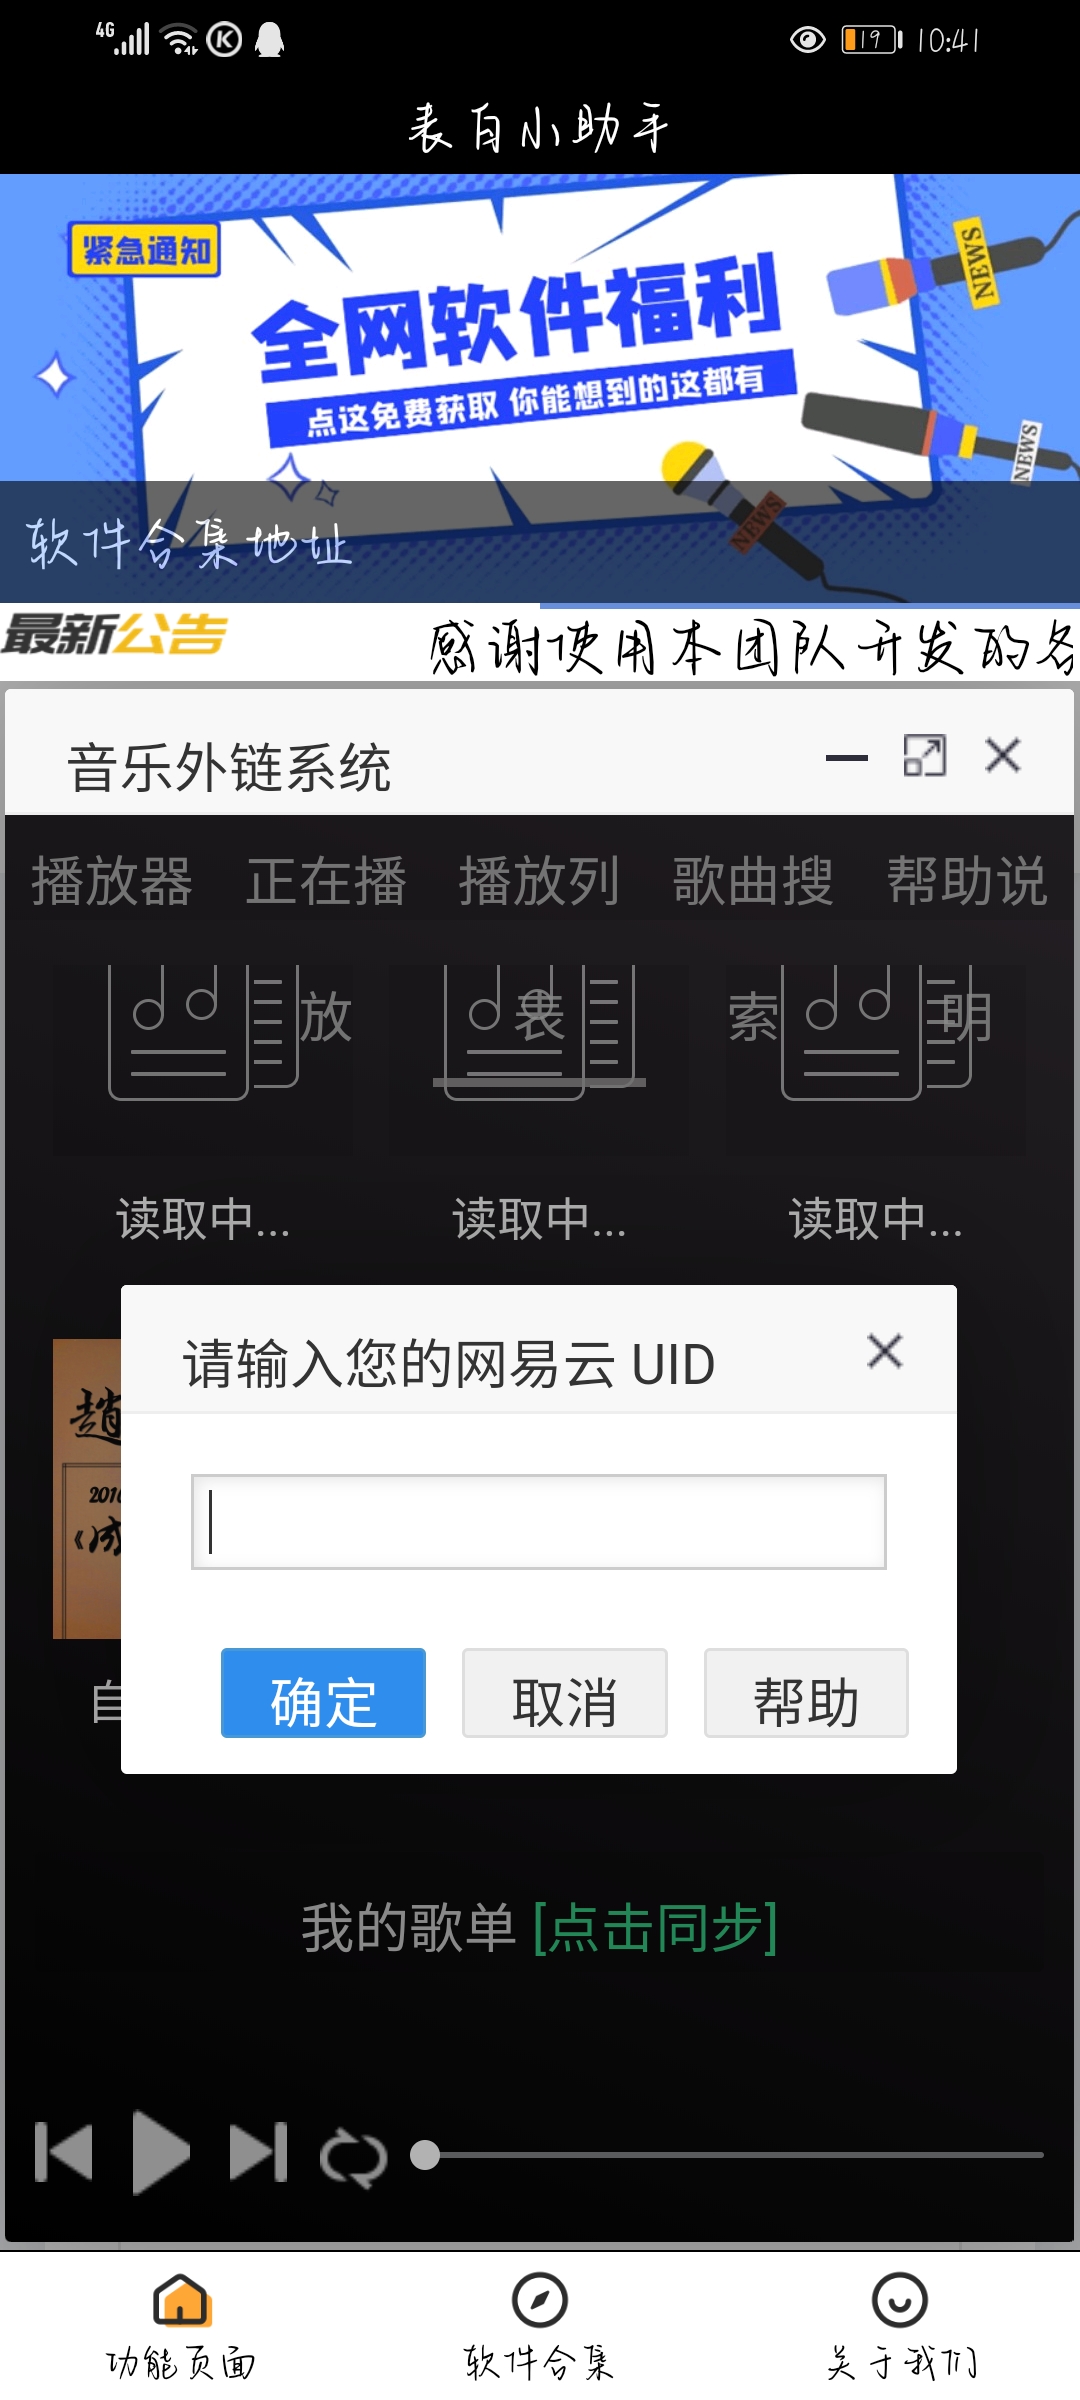 4G
19 10:41
表白小助手
紧急通知
全网软件福利
点这免费获取 你能想到的这都有
NEWS
NEWS
NEWS
软件合集地址
最新公告
感谢使用本团队开发的各
音乐外链系统
播放器 正在播放 播放列表 歌曲搜索 帮助说明
读取中... 读取中... 读取中...
请输入您的网易云 UID
趙
2016
《成
确定 取消 帮助
自
我的歌单 [点击同步]
功能页面 软件合集 关于我们